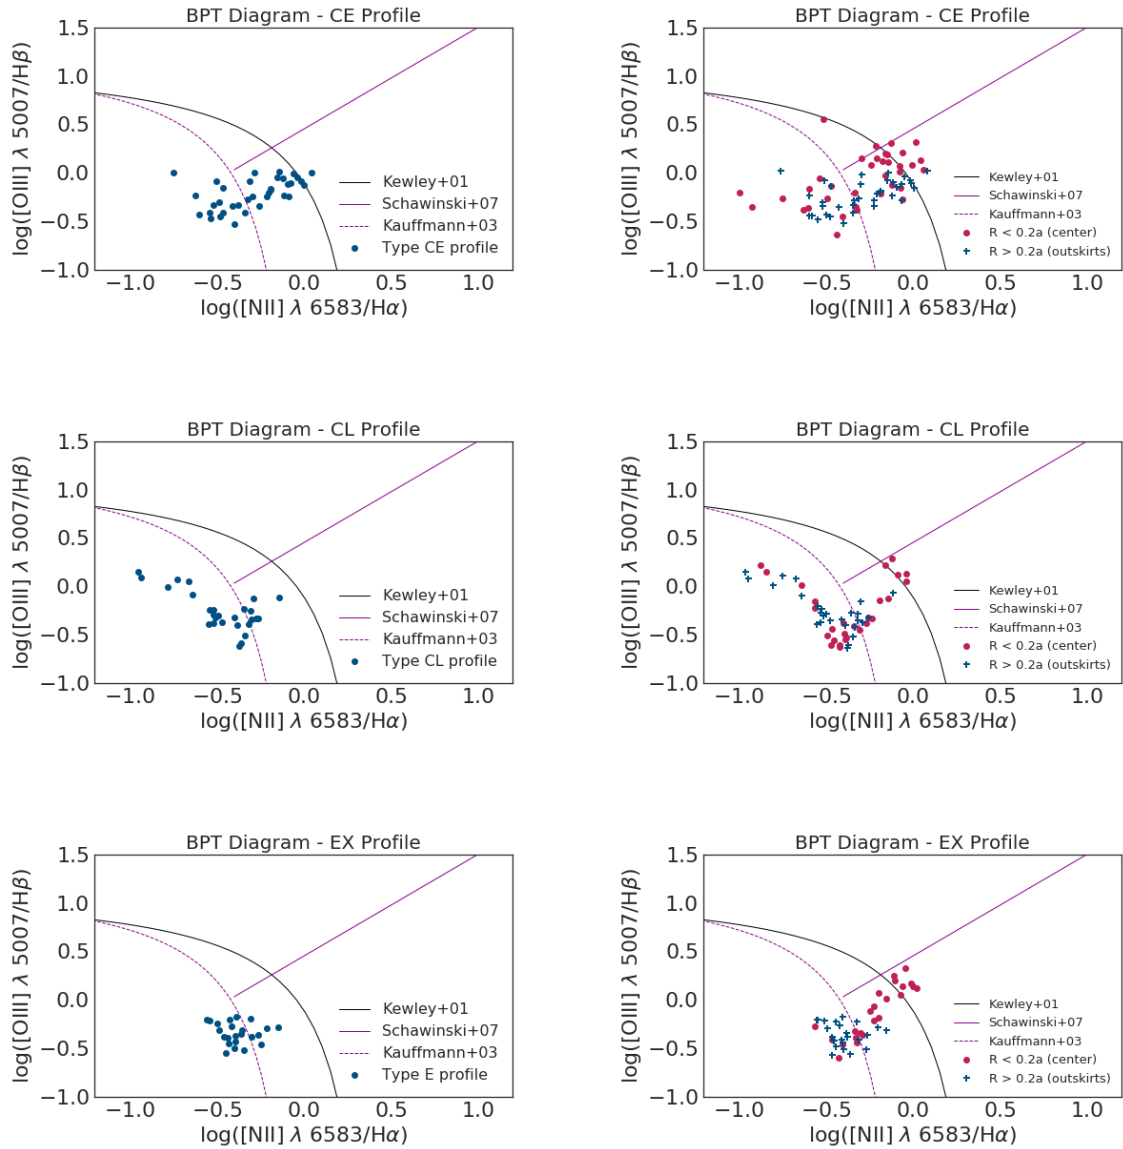 BPT Diagram - CE Profile
1.5
1.0
0.5
0.0
−0.5
−1.0
log([OIII] λ 5007/Hβ)
Kewley+01
Schawinski+07
Kauffmann+03
Type CE profile
−1.0 −0.5 0.0 0.5 1.0
log([NII] λ 6583/Hα)
BPT Diagram - CE Profile
1.5
1.0
0.5
0.0
−0.5
−1.0
log([OIII] λ 5007/Hβ)
Kewley+01
Schawinski+07
Kauffmann+03
R < 0.2a (center)
R > 0.2a (outskirts)
−1.0 −0.5 0.0 0.5 1.0
log([NII] λ 6583/Hα)
BPT Diagram - CL Profile
1.5
1.0
0.5
0.0
−0.5
−1.0
log([OIII] λ 5007/Hβ)
Kewley+01
Schawinski+07
Kauffmann+03
Type CL profile
−1.0 −0.5 0.0 0.5 1.0
log([NII] λ 6583/Hα)
BPT Diagram - CL Profile
1.5
1.0
0.5
0.0
−0.5
−1.0
log([OIII] λ 5007/Hβ)
Kewley+01
Schawinski+07
Kauffmann+03
R < 0.2a (center)
R > 0.2a (outskirts)
−1.0 −0.5 0.0 0.5 1.0
log([NII] λ 6583/Hα)
BPT Diagram - EX Profile
1.5
1.0
0.5
0.0
−0.5
−1.0
log([OIII] λ 5007/Hβ)
Kewley+01
Schawinski+07
Kauffmann+03
Type E profile
−1.0 −0.5 0.0 0.5 1.0
log([NII] λ 6583/Hα)
BPT Diagram - EX Profile
1.5
1.0
0.5
0.0
−0.5
−1.0
log([OIII] λ 5007/Hβ)
Kewley+01
Schawinski+07
Kauffmann+03
R < 0.2a (center)
R > 0.2a (outskirts)
−1.0 −0.5 0.0 0.5 1.0
log([NII] λ 6583/Hα)